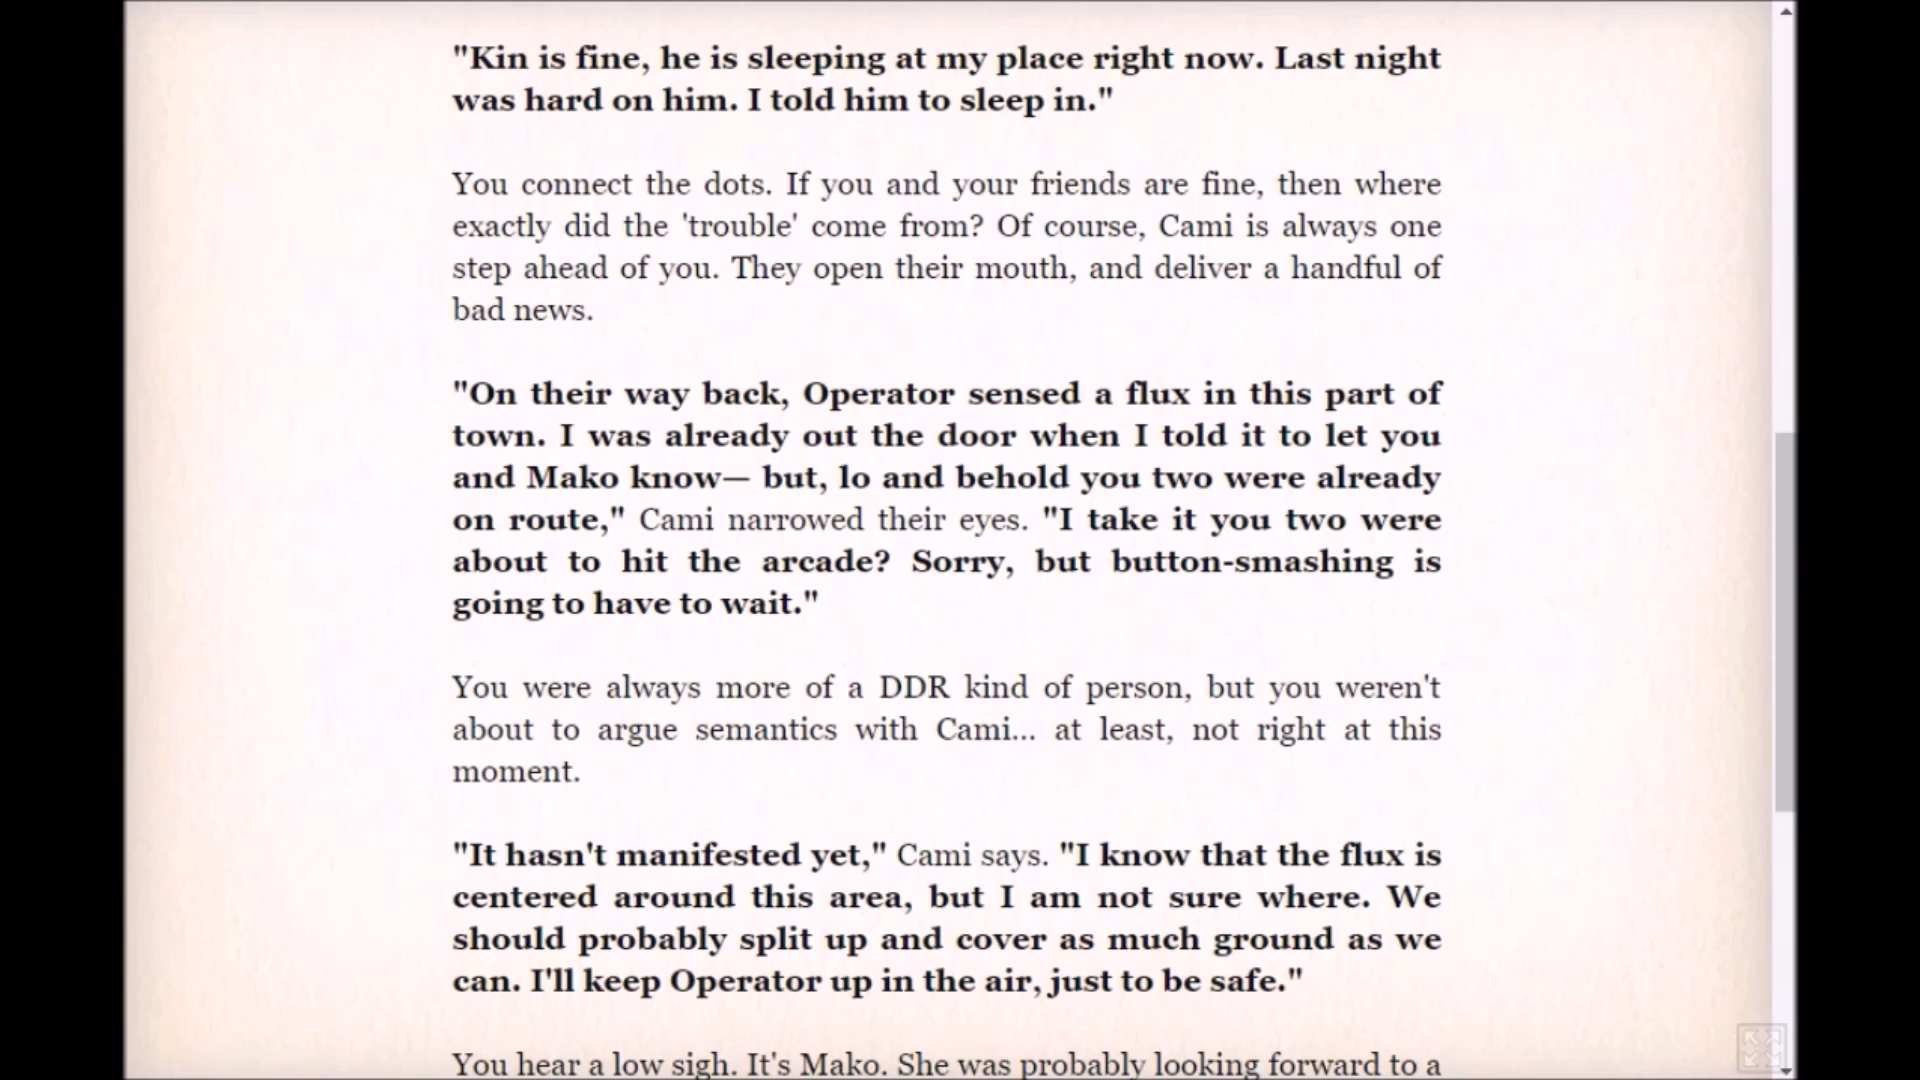 "Kin is fine, he is sleeping at my place right now. Last night
was hard on him. I told him to sleep in."
You connect the dots. If you and your friends are fine, then where
exactly did the 'trouble' come from? Of course, Cami is always one
step ahead of you. They open their mouth, and deliver a handful of
bad news.
"On their way back, Operator sensed a flux in this part of
town. I was already out the door when I told it to let you
and Mako know— but, lo and behold you two were already
on route," Cami narrowed their eyes. "I take it you two were
about to hit the arcade? Sorry, but button-smashing is
going to have to wait."
You were always more of a DDR kind of person, but you weren't
about to argue semantics with Cami... at least, not right at this
moment.
"It hasn't manifested yet," Cami says. "I know that the flux is
centered around this area, but I am not sure where. We
should probably split up and cover as much ground as we
can. I'll keep Operator up in the air, just to be safe."
You hear a low sigh. It's Mako. She was probably looking forward to a